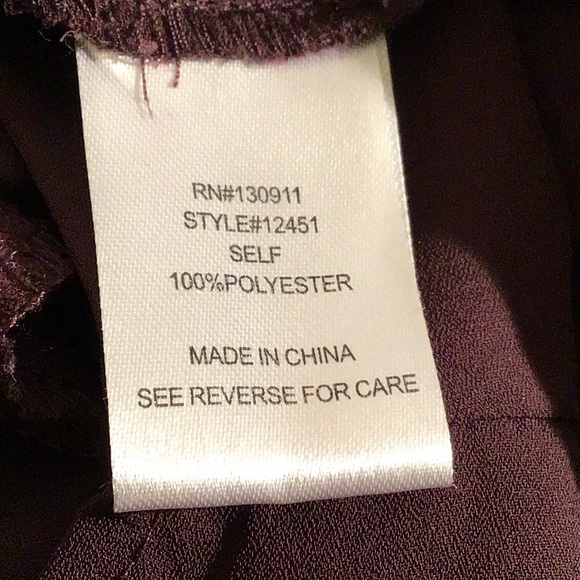 RN#130911
STYLE#12451
SELF
100%POLYESTER
MADE IN CHINA
SEE REVERSE FOR CARE